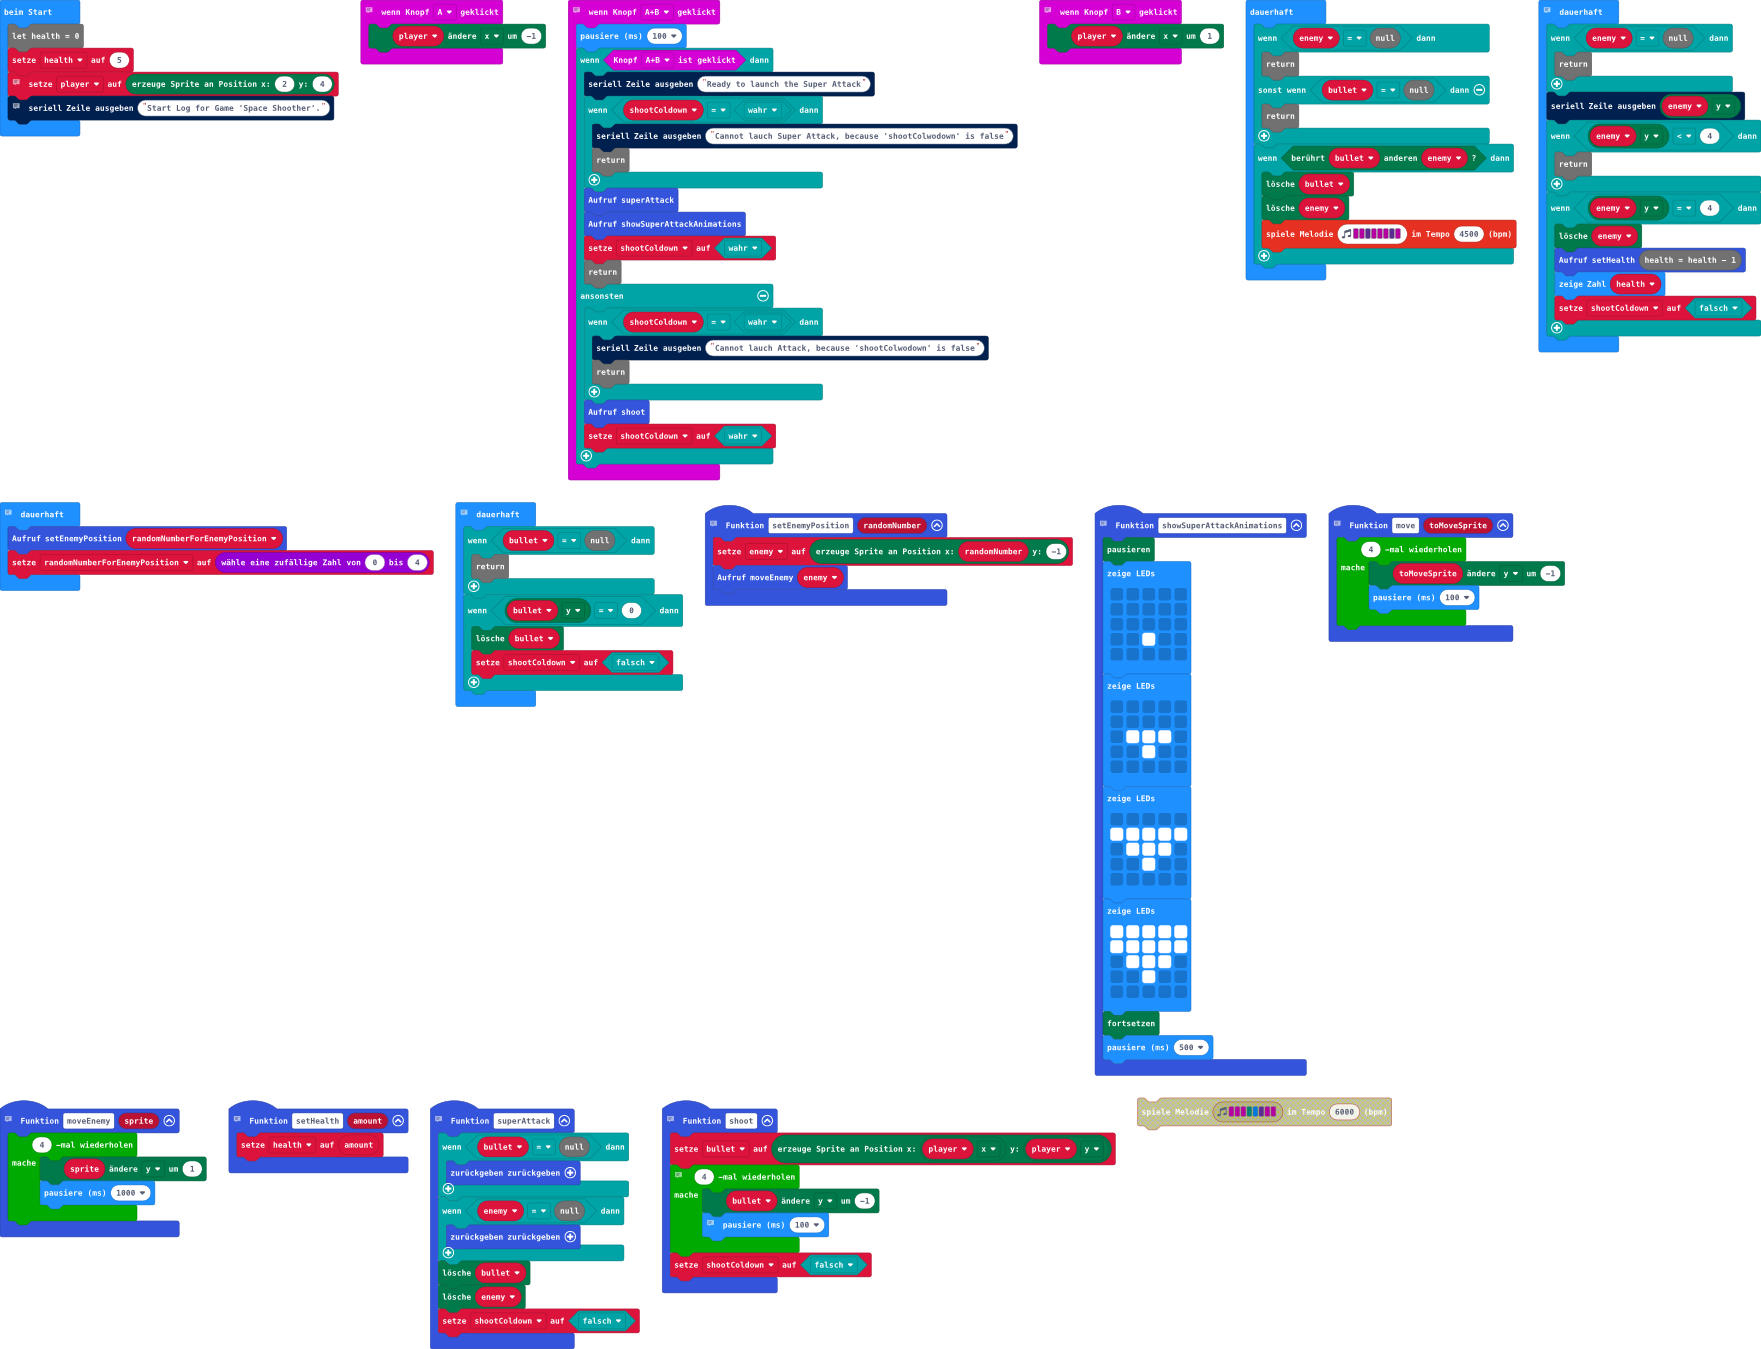 beim Start
let health = 0
setze health auf 5
setze player auf erzeuge Sprite an Position x: 2 y: 4
seriell Zeile ausgeben "Start Log for Game 'Space Shoother'."
wenn Knopf A geklickt
player ändere x um -1
wenn Knopf A+B geklickt
pausiere (ms) 100
wenn Knopf A+B ist geklickt dann
seriell Zeile ausgeben "Ready to launch the Super Attack"
wenn shootColdown = wahr dann
seriell Zeile ausgeben "Cannot lauch Super Attack, because 'shootColwodown' is false"
return
Aufruf superAttack
Aufruf showSuperAttackAnimations
setze shootColdown auf wahr
return
ansonsten
wenn shootColdown = wahr dann
seriell Zeile ausgeben "Cannot lauch Attack, because 'shootColwodown' is false"
return
Aufruf shoot
setze shootColdown auf wahr
wenn Knopf B geklickt
player ändere x um 1
dauerhaft
wenn enemy = null dann
return
sonst wenn bullet = null dann
return
wenn berührt bullet anderen enemy ? dann
lösche bullet
lösche enemy
spiele Melodie im Tempo 4500 (bpm)
dauerhaft
wenn enemy = null dann
return
seriell Zeile ausgeben enemy y
wenn enemy y < 4 dann
return
wenn enemy y = 4 dann
lösche enemy
Aufruf setHealth health = health - 1
zeige Zahl health
setze shootColdown auf falsch
dauerhaft
Aufruf setEnemyPosition randomNumberForEnemyPosition
setze randomNumberForEnemyPosition auf wähle eine zufällige Zahl von 0 bis 4
dauerhaft
wenn bullet = null dann
return
wenn bullet y = 0 dann
lösche bullet
setze shootColdown auf falsch
Funktion setEnemyPosition randomNumber
setze enemy auf erzeuge Sprite an Position x: randomNumber y: -1
Aufruf moveEnemy enemy
Funktion showSuperAttackAnimations
pausieren
zeige LEDs
zeige LEDs
zeige LEDs
zeige LEDs
fortsetzen
pausiere (ms) 500
Funktion move toMoveSprite
4 -mal wiederholen
mache toMoveSprite ändere y um -1
pausiere (ms) 100
Funktion moveEnemy sprite
4 -mal wiederholen
mache sprite ändere y um 1
pausiere (ms) 1000
Funktion setHealth amount
setze health auf amount
Funktion superAttack
wenn bullet = null dann
zurückgeben zurückgeben
wenn enemy = null dann
zurückgeben zurückgeben
lösche bullet
lösche enemy
setze shootColdown auf falsch
Funktion shoot
setze bullet auf erzeuge Sprite an Position x: player x y: player y
4 -mal wiederholen
mache bullet ändere y um -1
pausiere (ms) 100
setze shootColdown auf falsch
spiele Melodie im Tempo 6000 (bpm)